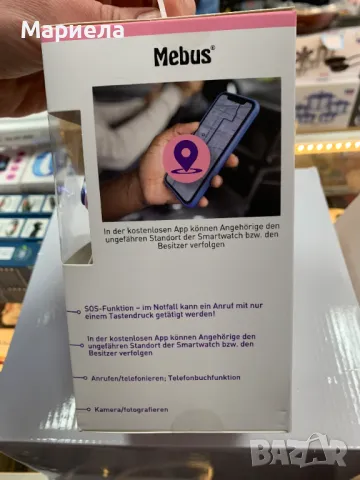 Мариела
Mebus®
In der kostenlosen App können Angehörige den
ungefähren Standort der Smartwatch bzw. den
Besitzer verfolgen
SOS-Funktion – im Notfall kann ein Anruf mit nur
einem Tastendruck getätigt werden!
In der kostenlosen App können Angehörige den
ungefähren Standort der Smartwatch bzw. den
Besitzer verfolgen
Anrufen/telefonieren; Telefonbuchfunktion
Kamera/fotografieren
BAZAR